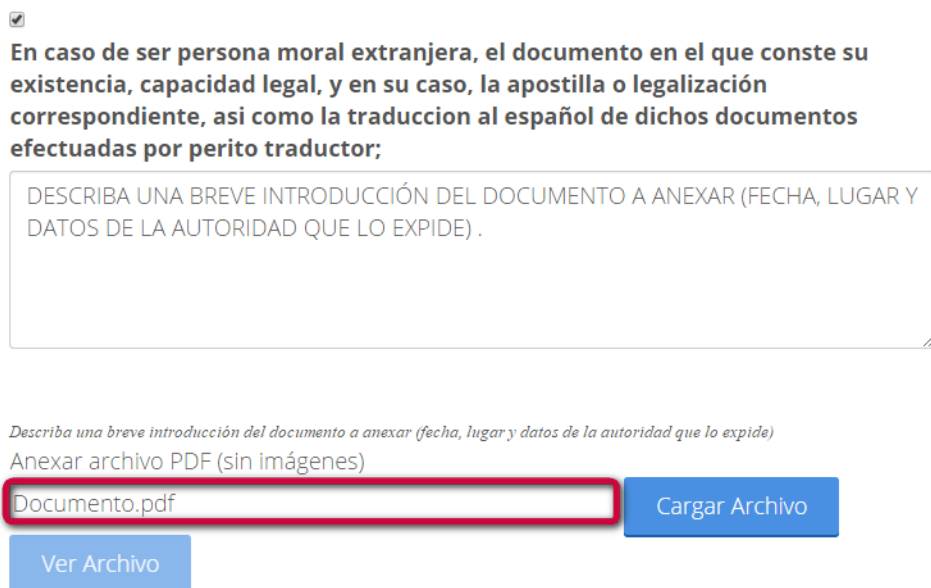 En caso de ser persona moral extranjera, el documento en el que conste su
existencia, capacidad legal, y en su caso, la apostilla o legalización
correspondiente, asi como la traduccion al español de dichos documentos
efectuadas por perito traductor;
DESCRIBA UNA BREVE INTRODUCCIÓN DEL DOCUMENTO A ANEXAR (FECHA, LUGAR Y
DATOS DE LA AUTORIDAD QUE LO EXPIDE) .
Describa una breve introducción del documento a anexar (fecha, lugar y datos de la autoridad que lo expide)
Anexar archivo PDF (sin imágenes)
Documento.pdf
Cargar Archivo
Ver Archivo